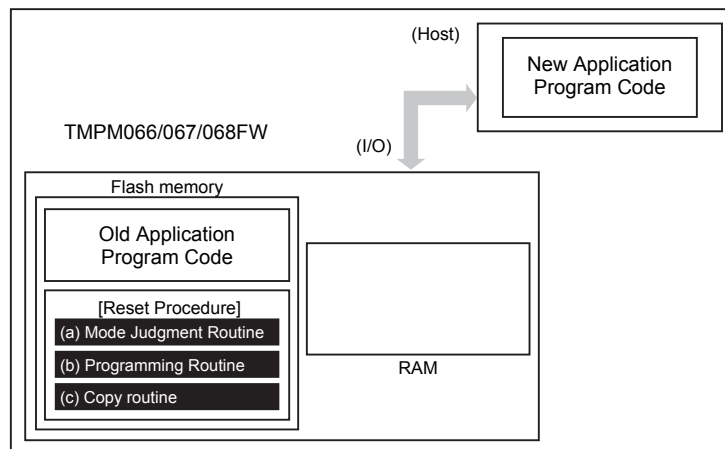 (Host)
New Application
Program Code
TMPM066/067/068FW
(I/O)
Flash memory
Old Application
Program Code
[Reset Procedure]
(a) Mode Judgment Routine
(b) Programming Routine
(c) Copy routine
RAM